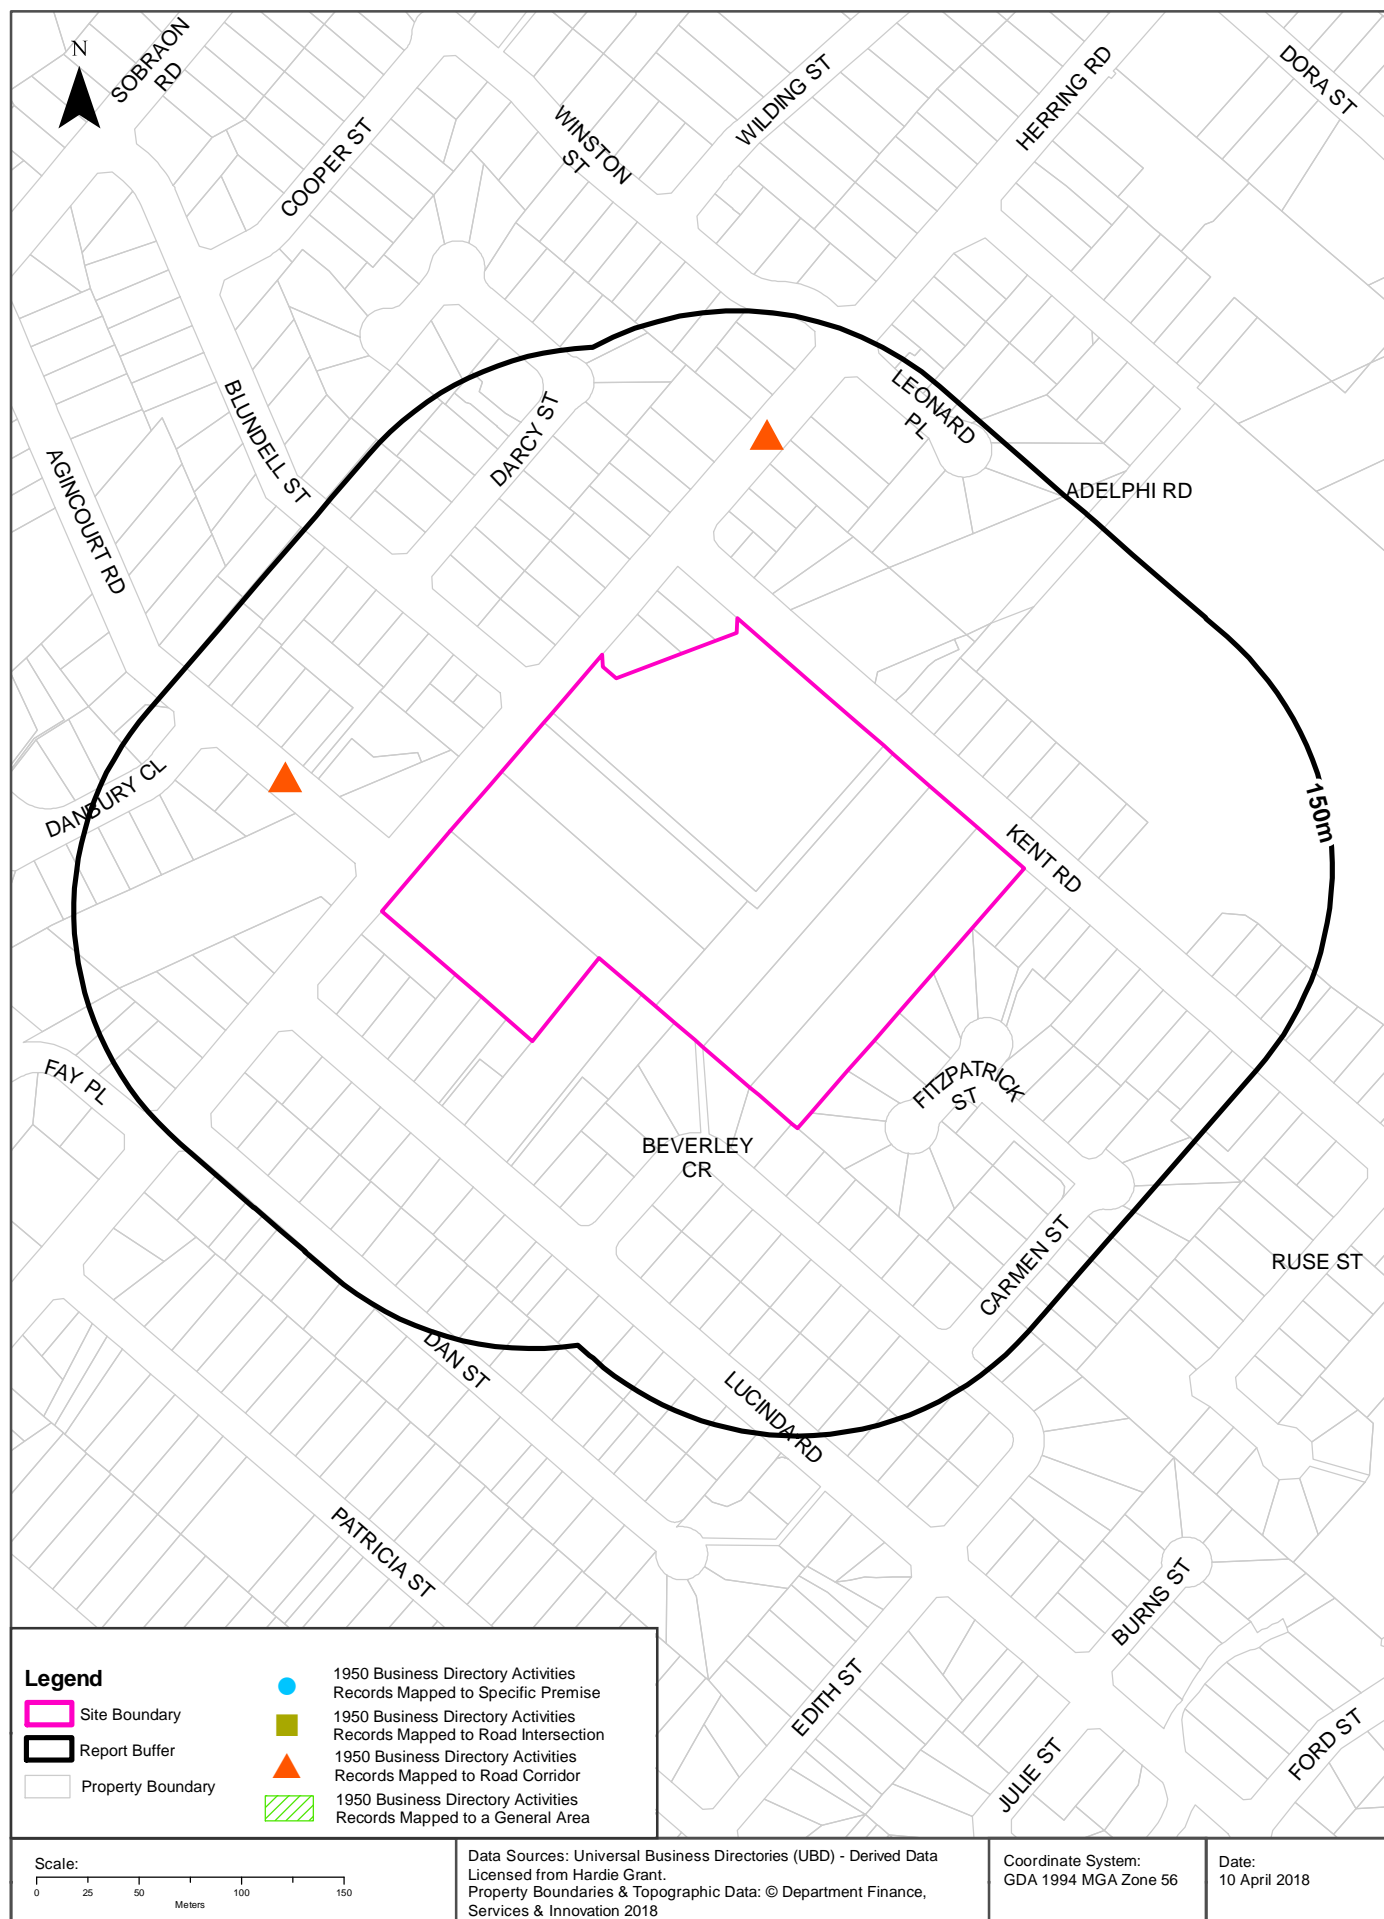 N
SOBRAON
RD
COOPER ST
WINSTON
ST
WILDING ST
HERRING RD
DORA ST
BLUNDELL ST
DARCY ST
LEONARD
PL
AGINCOURT RD
ADELPHI RD
DANBURY CL
150m
KENT RD
FAY PL
FITZPATRICK
ST
BEVERLEY
CR
CARMEN ST
RUSE ST
DAN ST
LUCINDA RD
PATRICIA ST
BURNS ST
EDITH ST
JULIE ST
FORD ST
Legend
Site Boundary
Report Buffer
Property Boundary
1950 Business Directory Activities
Records Mapped to Specific Premise
1950 Business Directory Activities
Records Mapped to Road Intersection
1950 Business Directory Activities
Records Mapped to Road Corridor
1950 Business Directory Activities
Records Mapped to a General Area
Scale:
0 25 50 100 150
Meters
Data Sources: Universal Business Directories (UBD) - Derived Data
Licensed from Hardie Grant.
Property Boundaries & Topographic Data: © Department Finance,
Services & Innovation 2018
Coordinate System:
GDA 1994 MGA Zone 56
Date:
10 April 2018